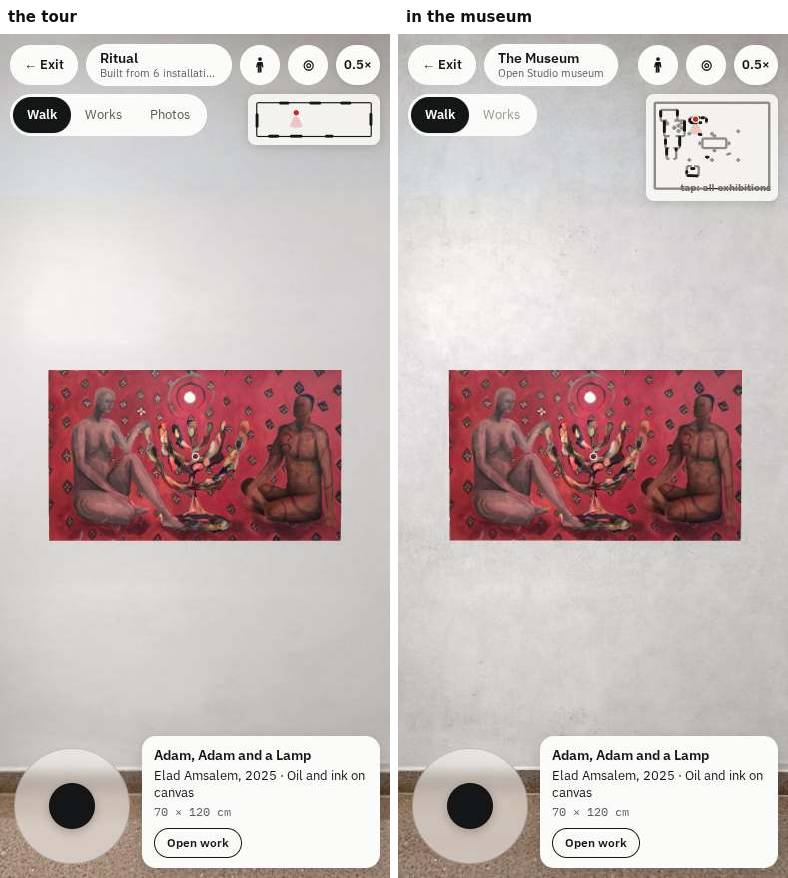 the tour
← Exit
Ritual
Built from 6 installati...
0.5×
Walk
Works
Photos
Adam, Adam and a Lamp
Elad Amsalem, 2025 · Oil and ink on
canvas
70 × 120 cm
Open work
in the museum
← Exit
The Museum
Open Studio museum
0.5×
Walk
Works
tap: all exhibitions
Adam, Adam and a Lamp
Elad Amsalem, 2025 · Oil and ink on
canvas
70 × 120 cm
Open work